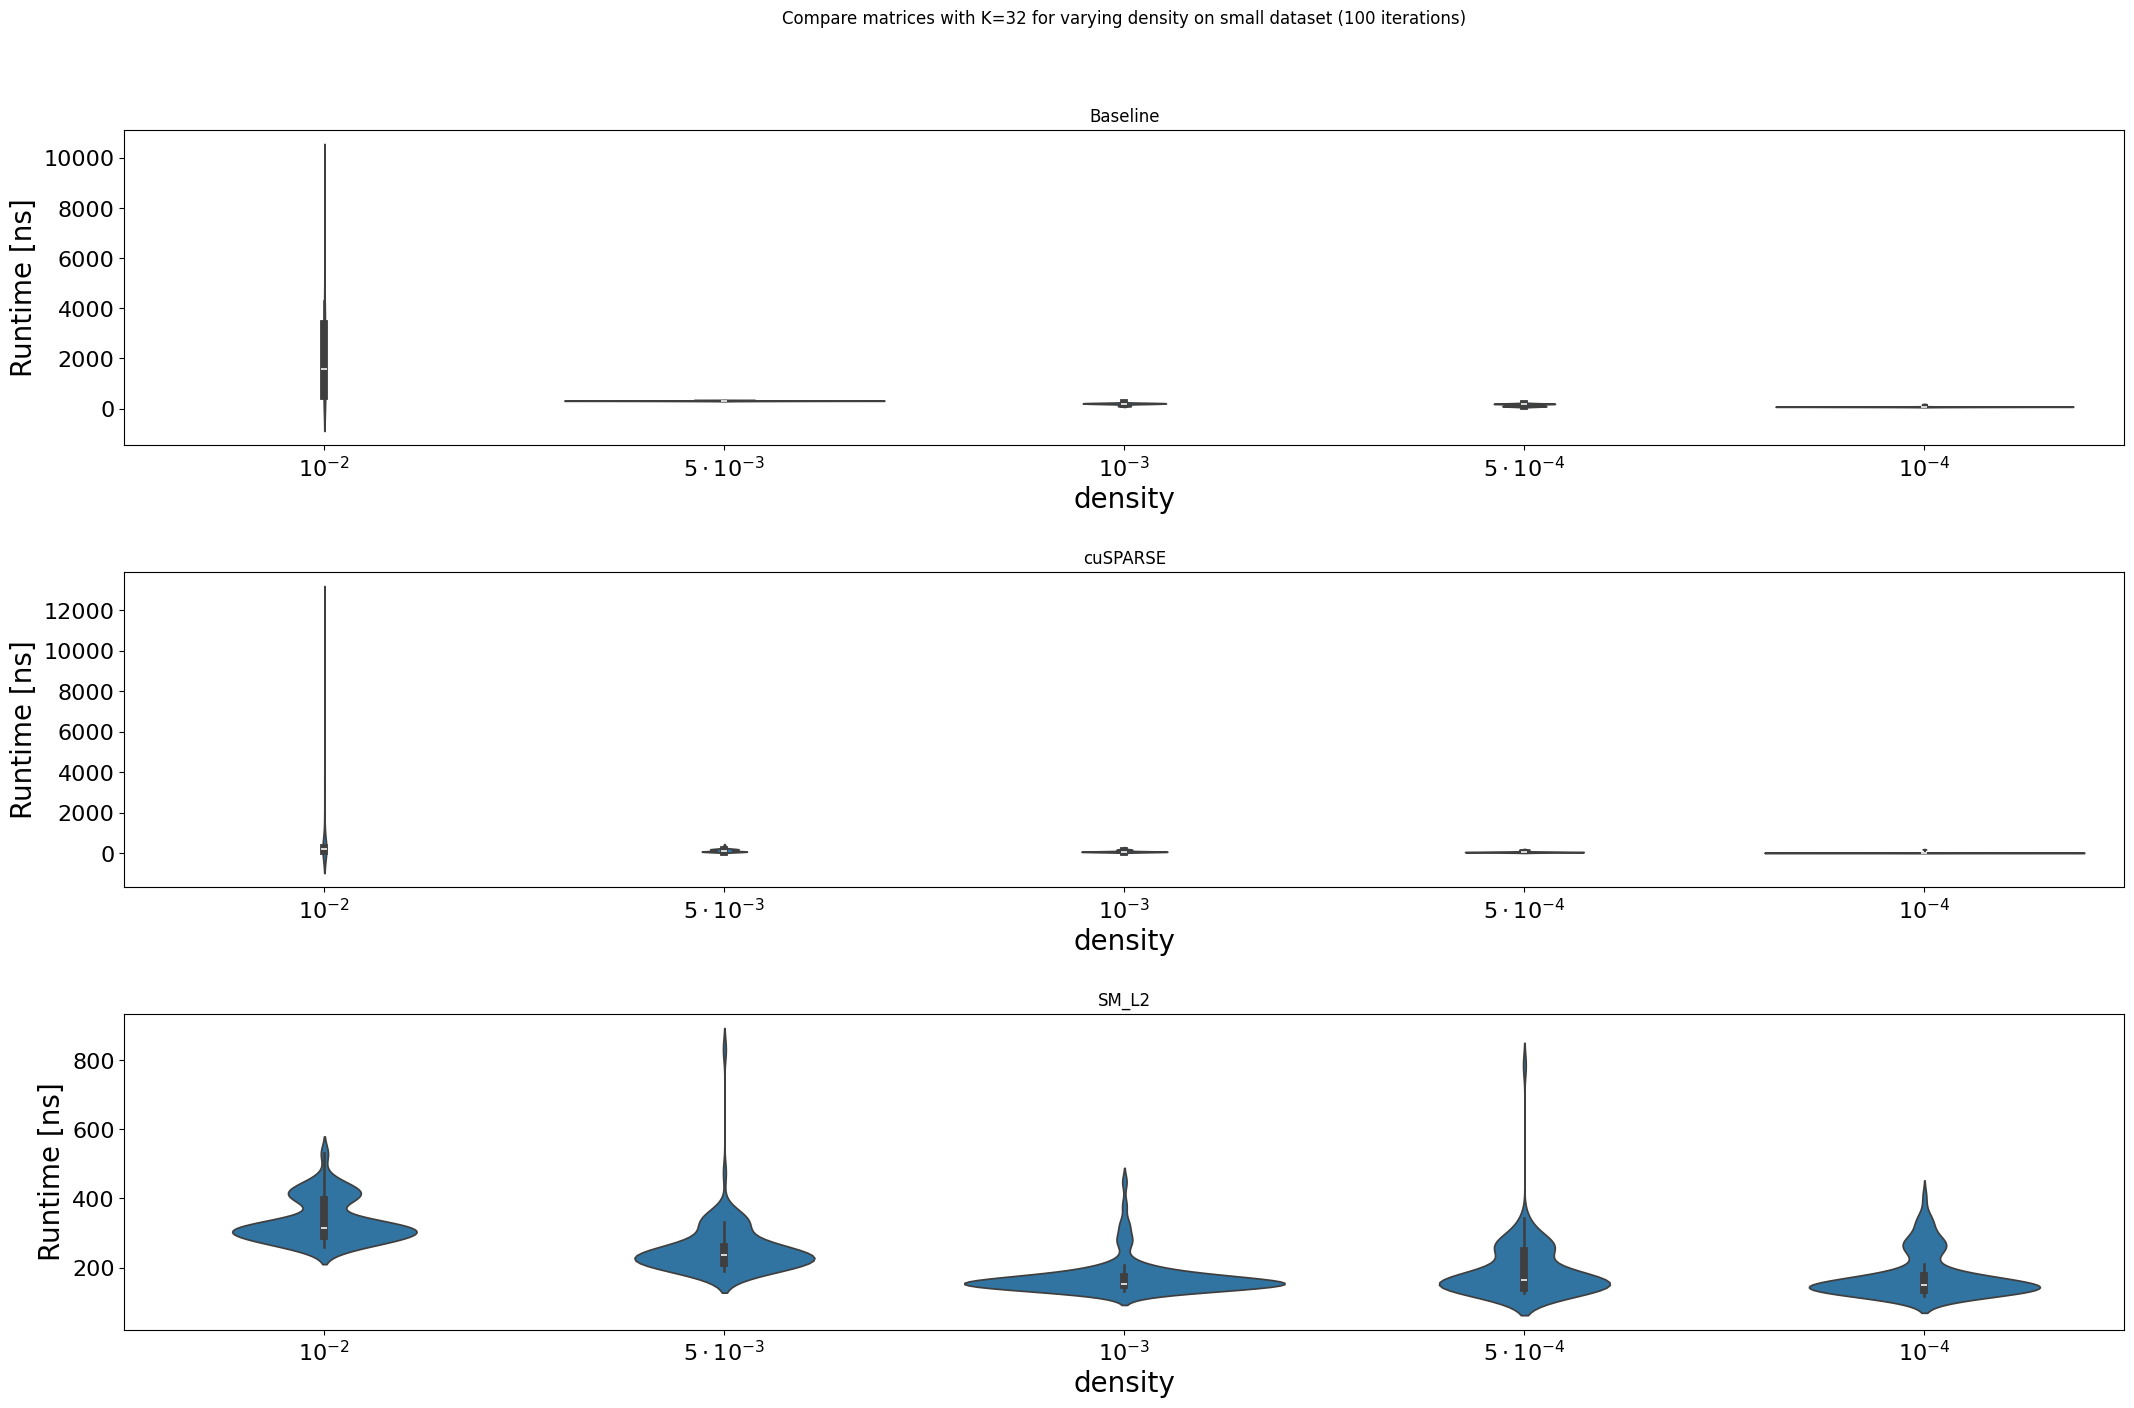 Compare matrices with K=32 for varying density on small dataset (100 iterations)
Baseline
Runtime [ns]
10000
8000
6000
4000
2000
0
10⁻² 5·10⁻³ 10⁻³ 5·10⁻⁴ 10⁻⁴
density
cuSPARSE
Runtime [ns]
12000
10000
8000
6000
4000
2000
0
10⁻² 5·10⁻³ 10⁻³ 5·10⁻⁴ 10⁻⁴
density
SM_L2
Runtime [ns]
800
600
400
200
10⁻² 5·10⁻³ 10⁻³ 5·10⁻⁴ 10⁻⁴
density